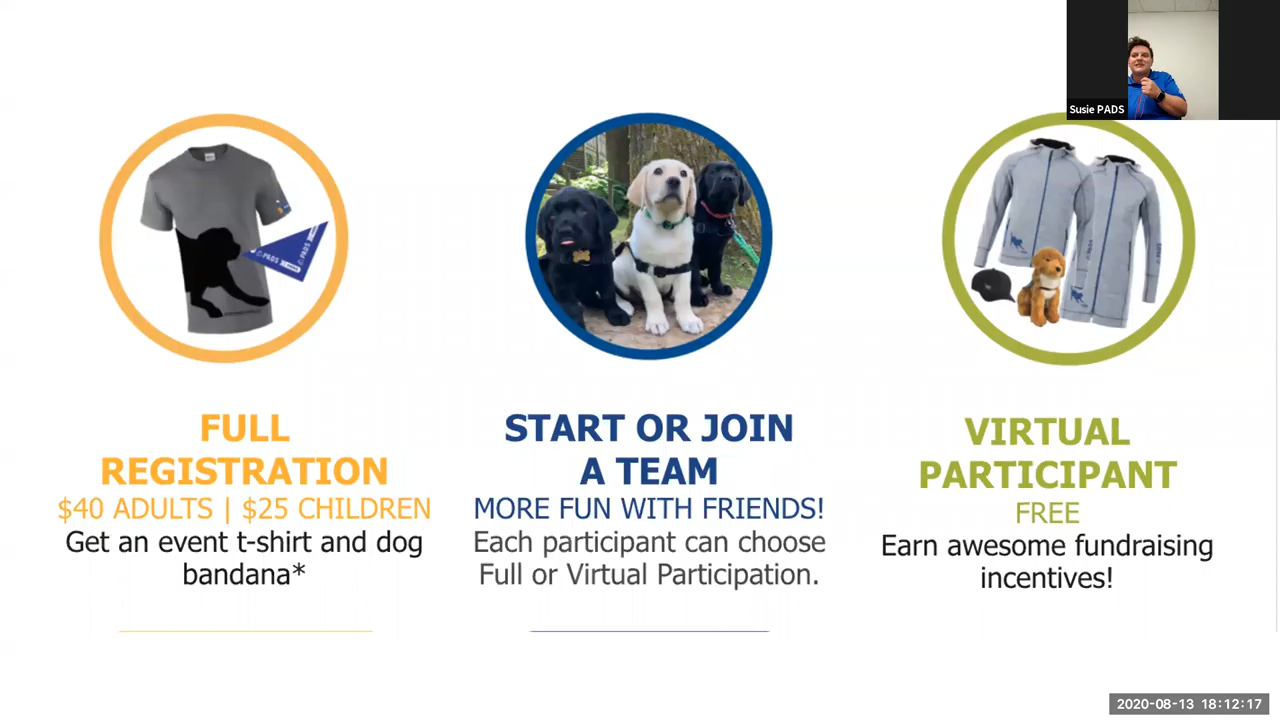 Susie PADS
PADS
PADS
FULL
REGISTRATION
$40 ADULTS | $25 CHILDREN
Get an event t-shirt and dog
bandana*
START OR JOIN
A TEAM
MORE FUN WITH FRIENDS!
Each participant can choose
Full or Virtual Participation.
VIRTUAL
PARTICIPANT
FREE
Earn awesome fundraising
incentives!
2020-08-13 18:12:17